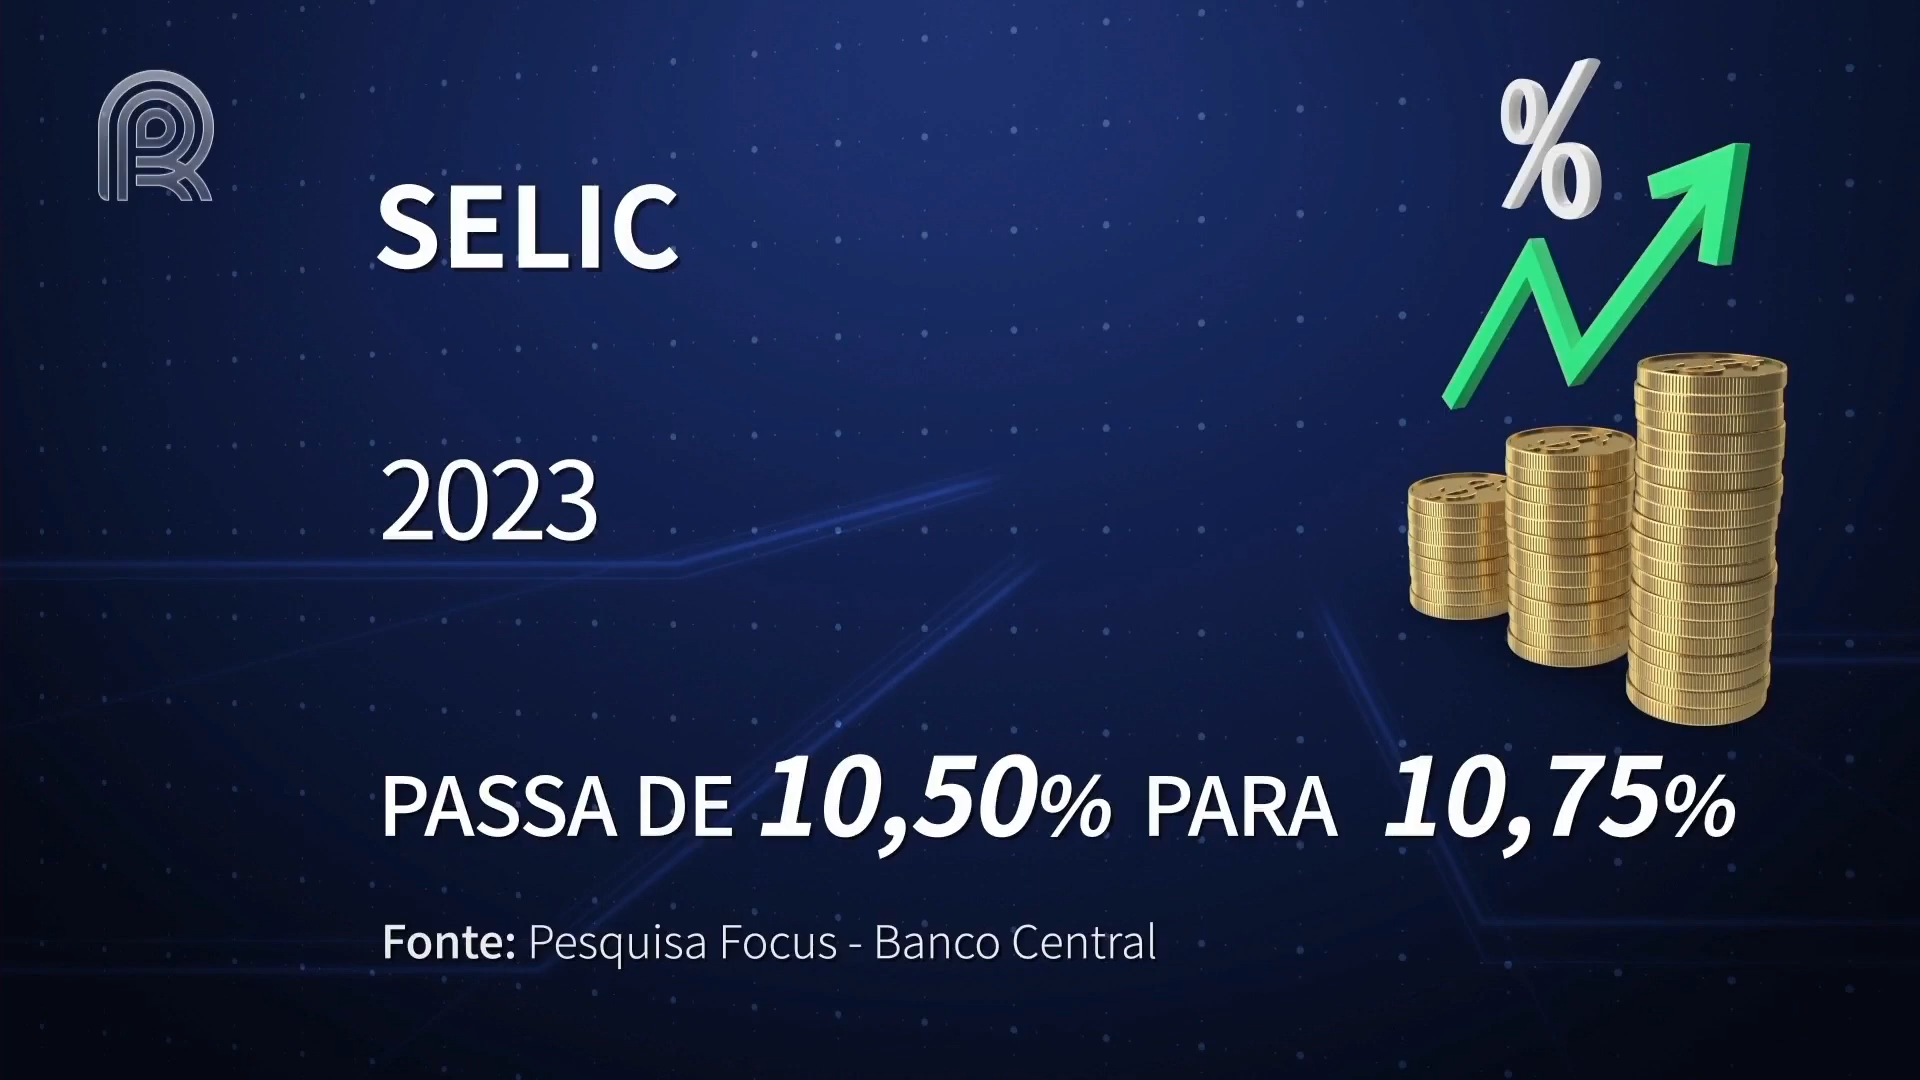 SELIC
%
2023
PASSA DE 10,50% PARA 10,75%
Fonte: Pesquisa Focus - Banco Central